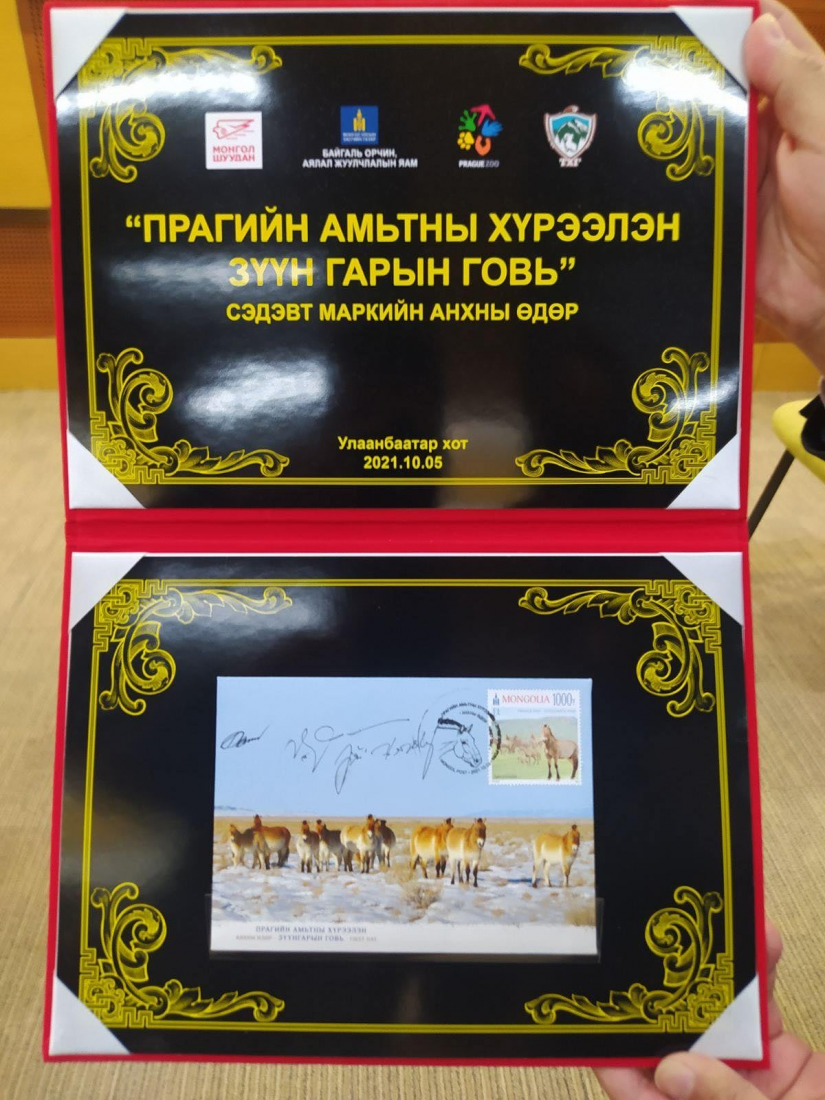 МОНГОЛ
ШУУДАН
БАЙГАЛЬ ОРЧИН,
АЯЛАЛ ЖУУЛЧЛАЛЫН ЯАМ
PRAGUE ZOO
ТХГ
“ПРАГИЙН АМЬТНЫ ХҮРЭЭЛЭН
ЗҮҮН ГАРЫН ГОВЬ”
СЭДЭВТ МАРКИЙН АНХНЫ ӨДӨР
Улаанбаатар хот
2021.10.05
MONGOLIA 1000₮
ПРАГИЙН АМЬТНЫ ХҮРЭЭЛЭН
ЗҮҮНГАРЫН ГОВЬ